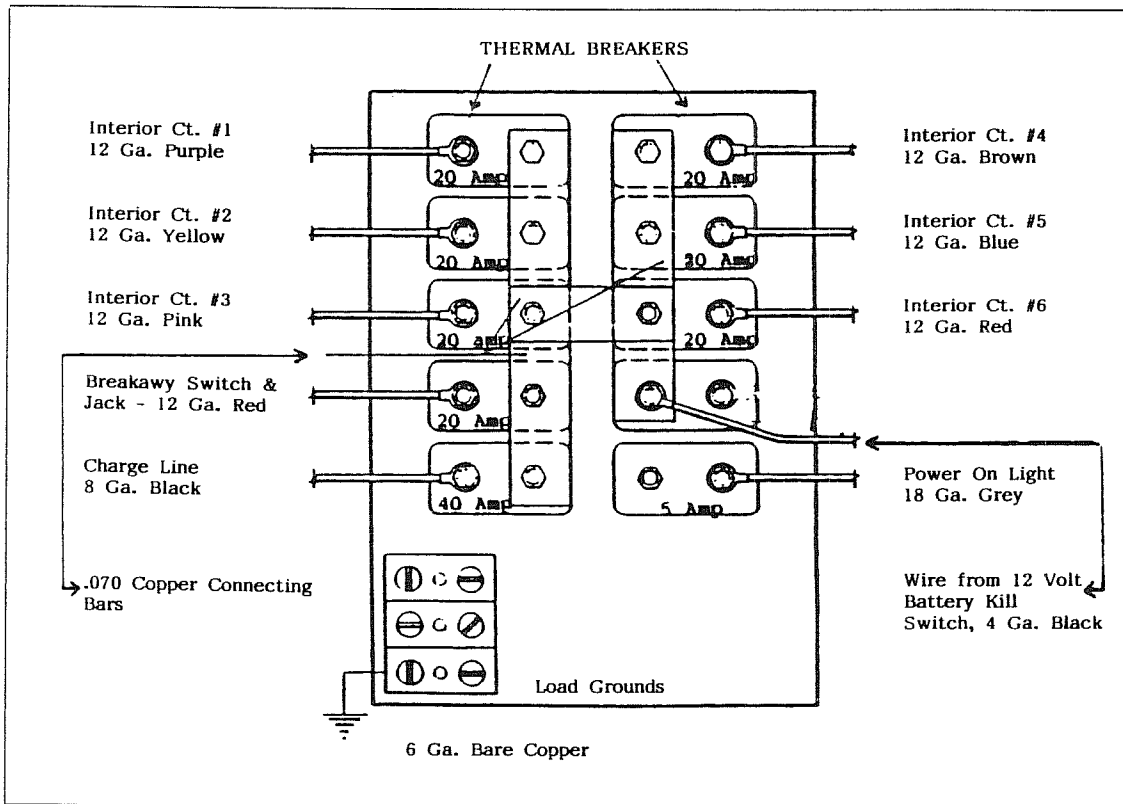 THERMAL BREAKERS
Interior Ct. #1
12 Ga. Purple
20 Amp
Interior Ct. #2
12 Ga. Yellow
20 Amp
Interior Ct. #3
12 Ga. Pink
20 amp
Breakawy Switch &
Jack - 12 Ga. Red
20 Amp
Charge Line
8 Ga. Black
40 Amp
.070 Copper Connecting
Bars
Interior Ct. #4
12 Ga. Brown
20 Amp
Interior Ct. #5
12 Ga. Blue
20 Amp
Interior Ct. #6
12 Ga. Red
20 Amp
Power On Light
18 Ga. Grey
5 Amp
Wire from 12 Volt
Battery Kill
Switch, 4 Ga. Black
Load Grounds
6 Ga. Bare Copper